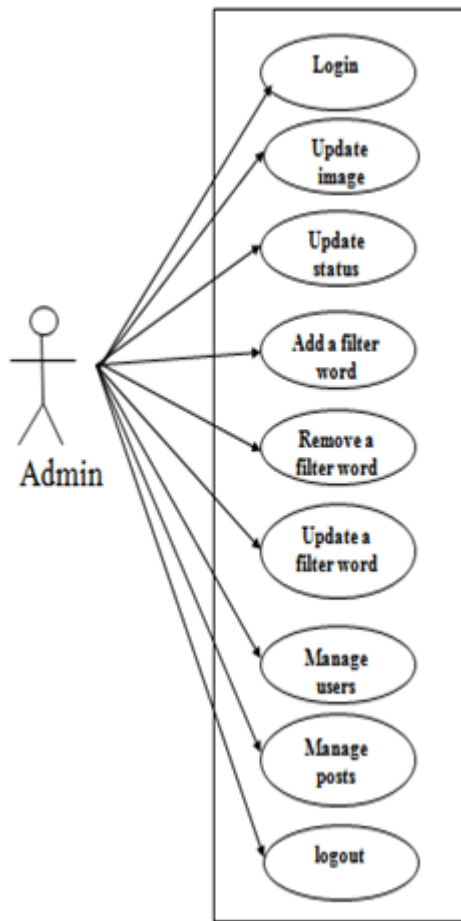 Login
Update
image
Update
status
Add a filter
word
Remove a
filter word
Update a
filter word
Manage
users
Manage
posts
logout
Admin